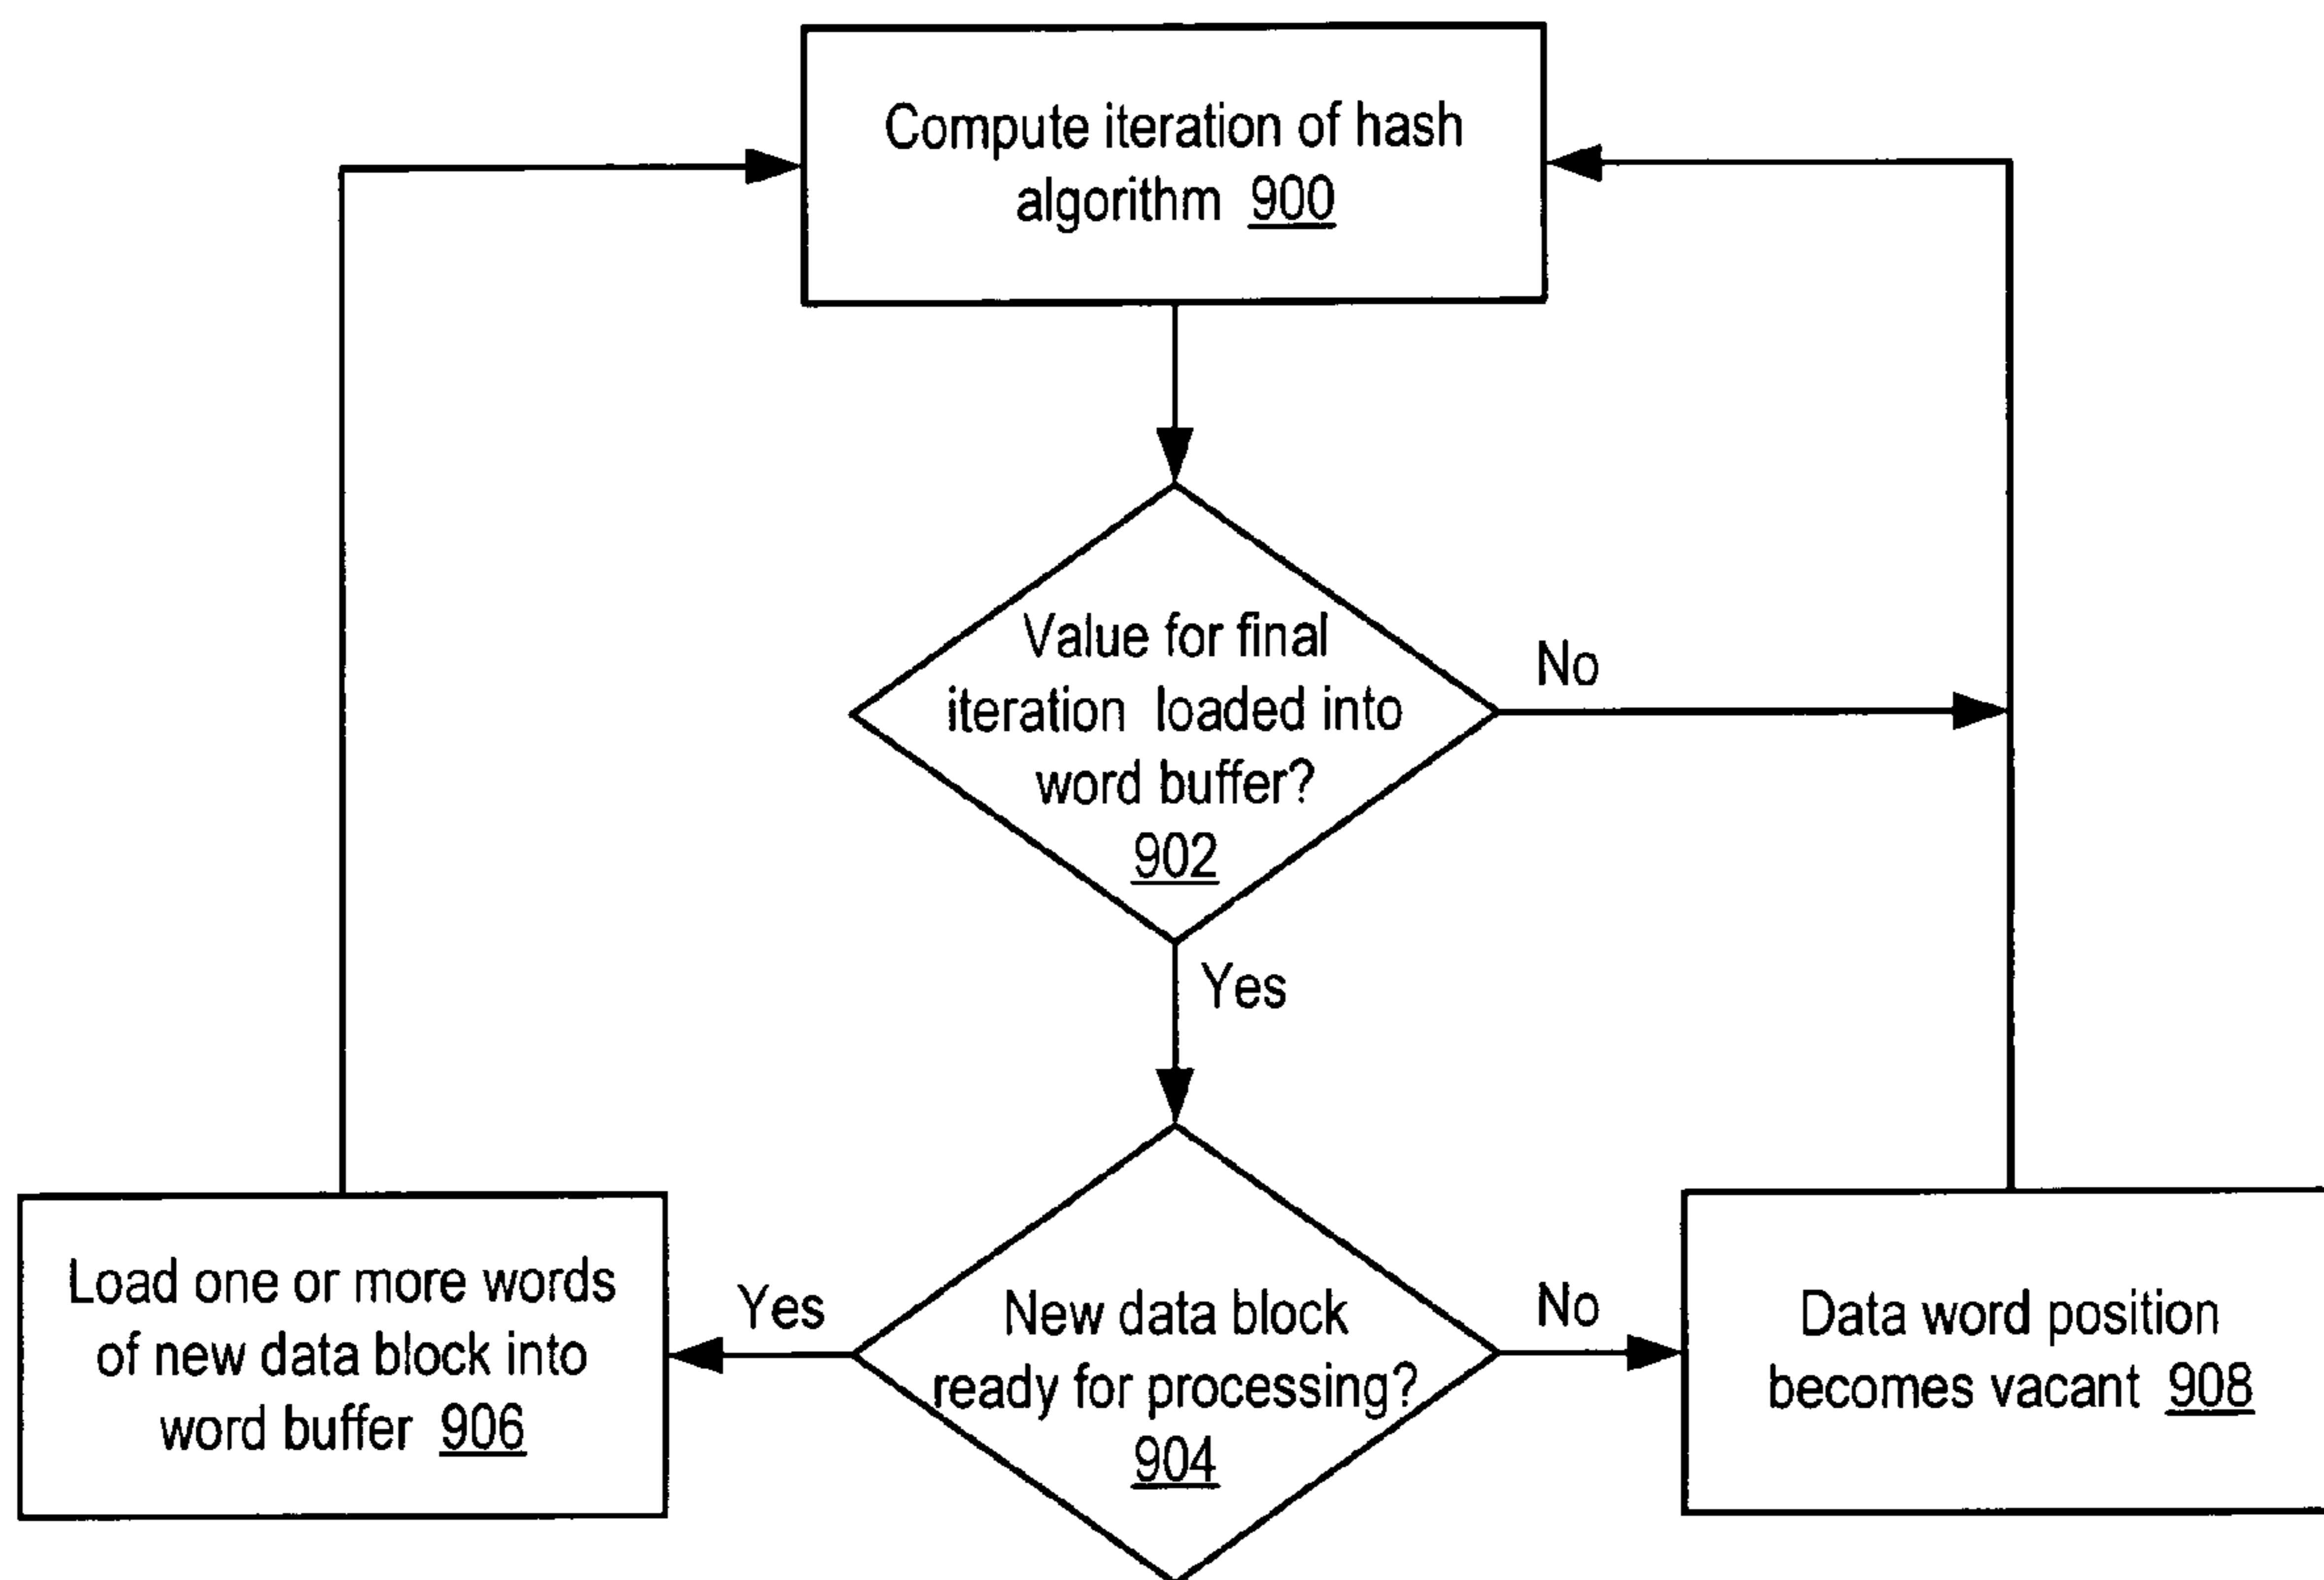 Compute iteration of hash
algorithm 900
Value for final
iteration loaded into
word buffer?
902
No
Yes
New data block
ready for processing?
904
Yes
No
Load one or more words
of new data block into
word buffer 906
Data word position
becomes vacant 908